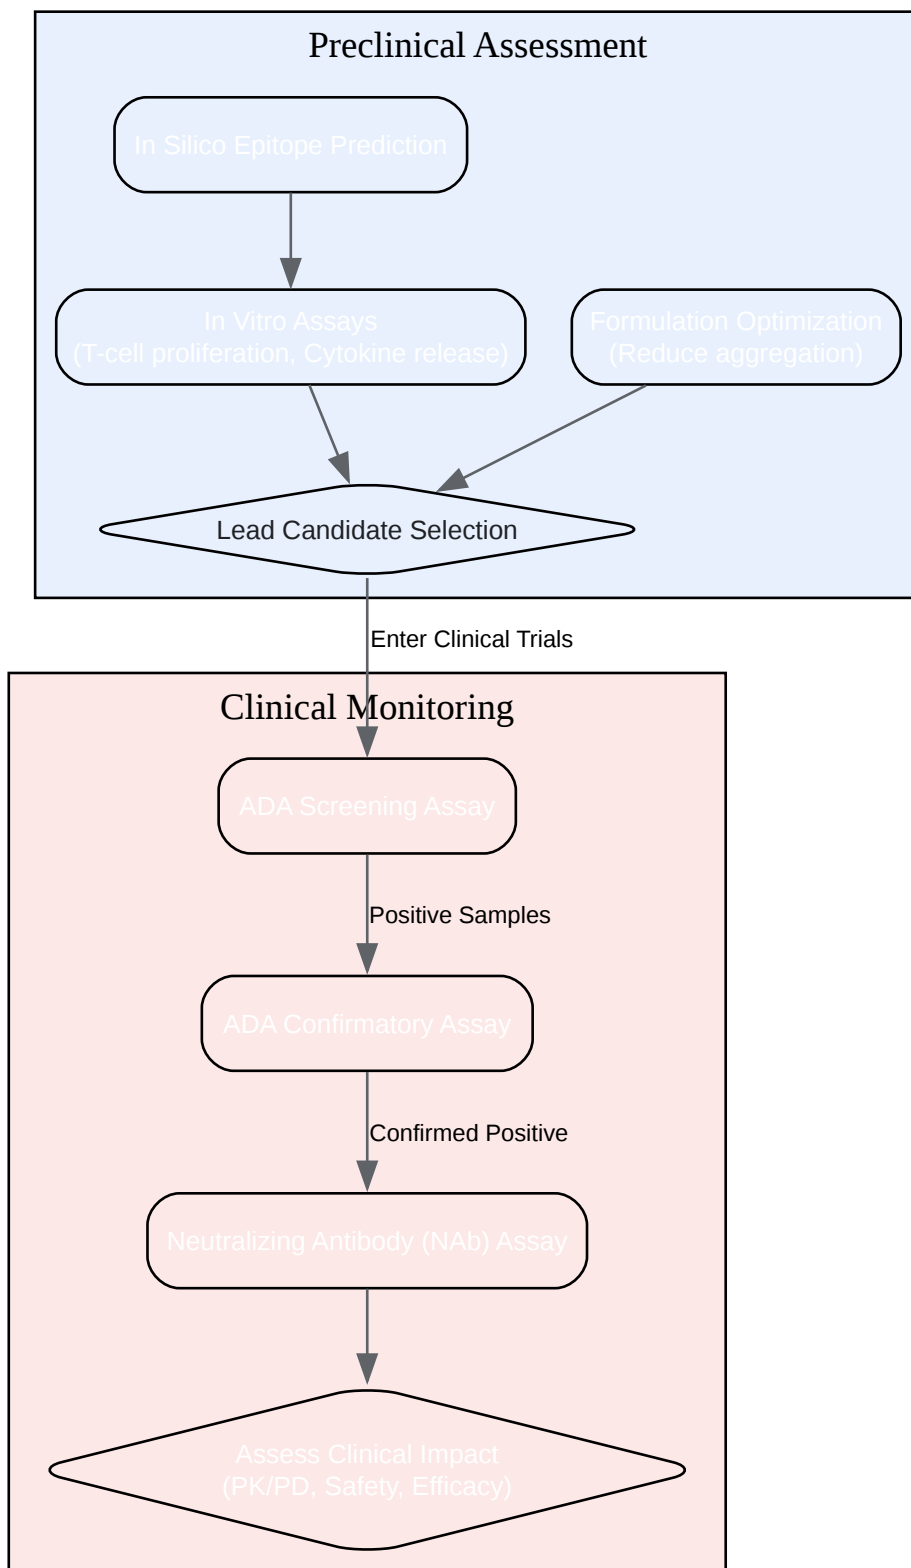 Preclinical Assessment
In Silico Epitope Prediction
In Vitro Assays
(T-cell proliferation, Cytokine release)
Formulation Optimization
(Reduce aggregation)
Lead Candidate Selection
Enter Clinical Trials
Clinical Monitoring
ADA Screening Assay
Positive Samples
ADA Confirmatory Assay
Confirmed Positive
Neutralizing Antibody (NAb) Assay
Assess Clinical Impact
(PK/PD, Safety, Efficacy)